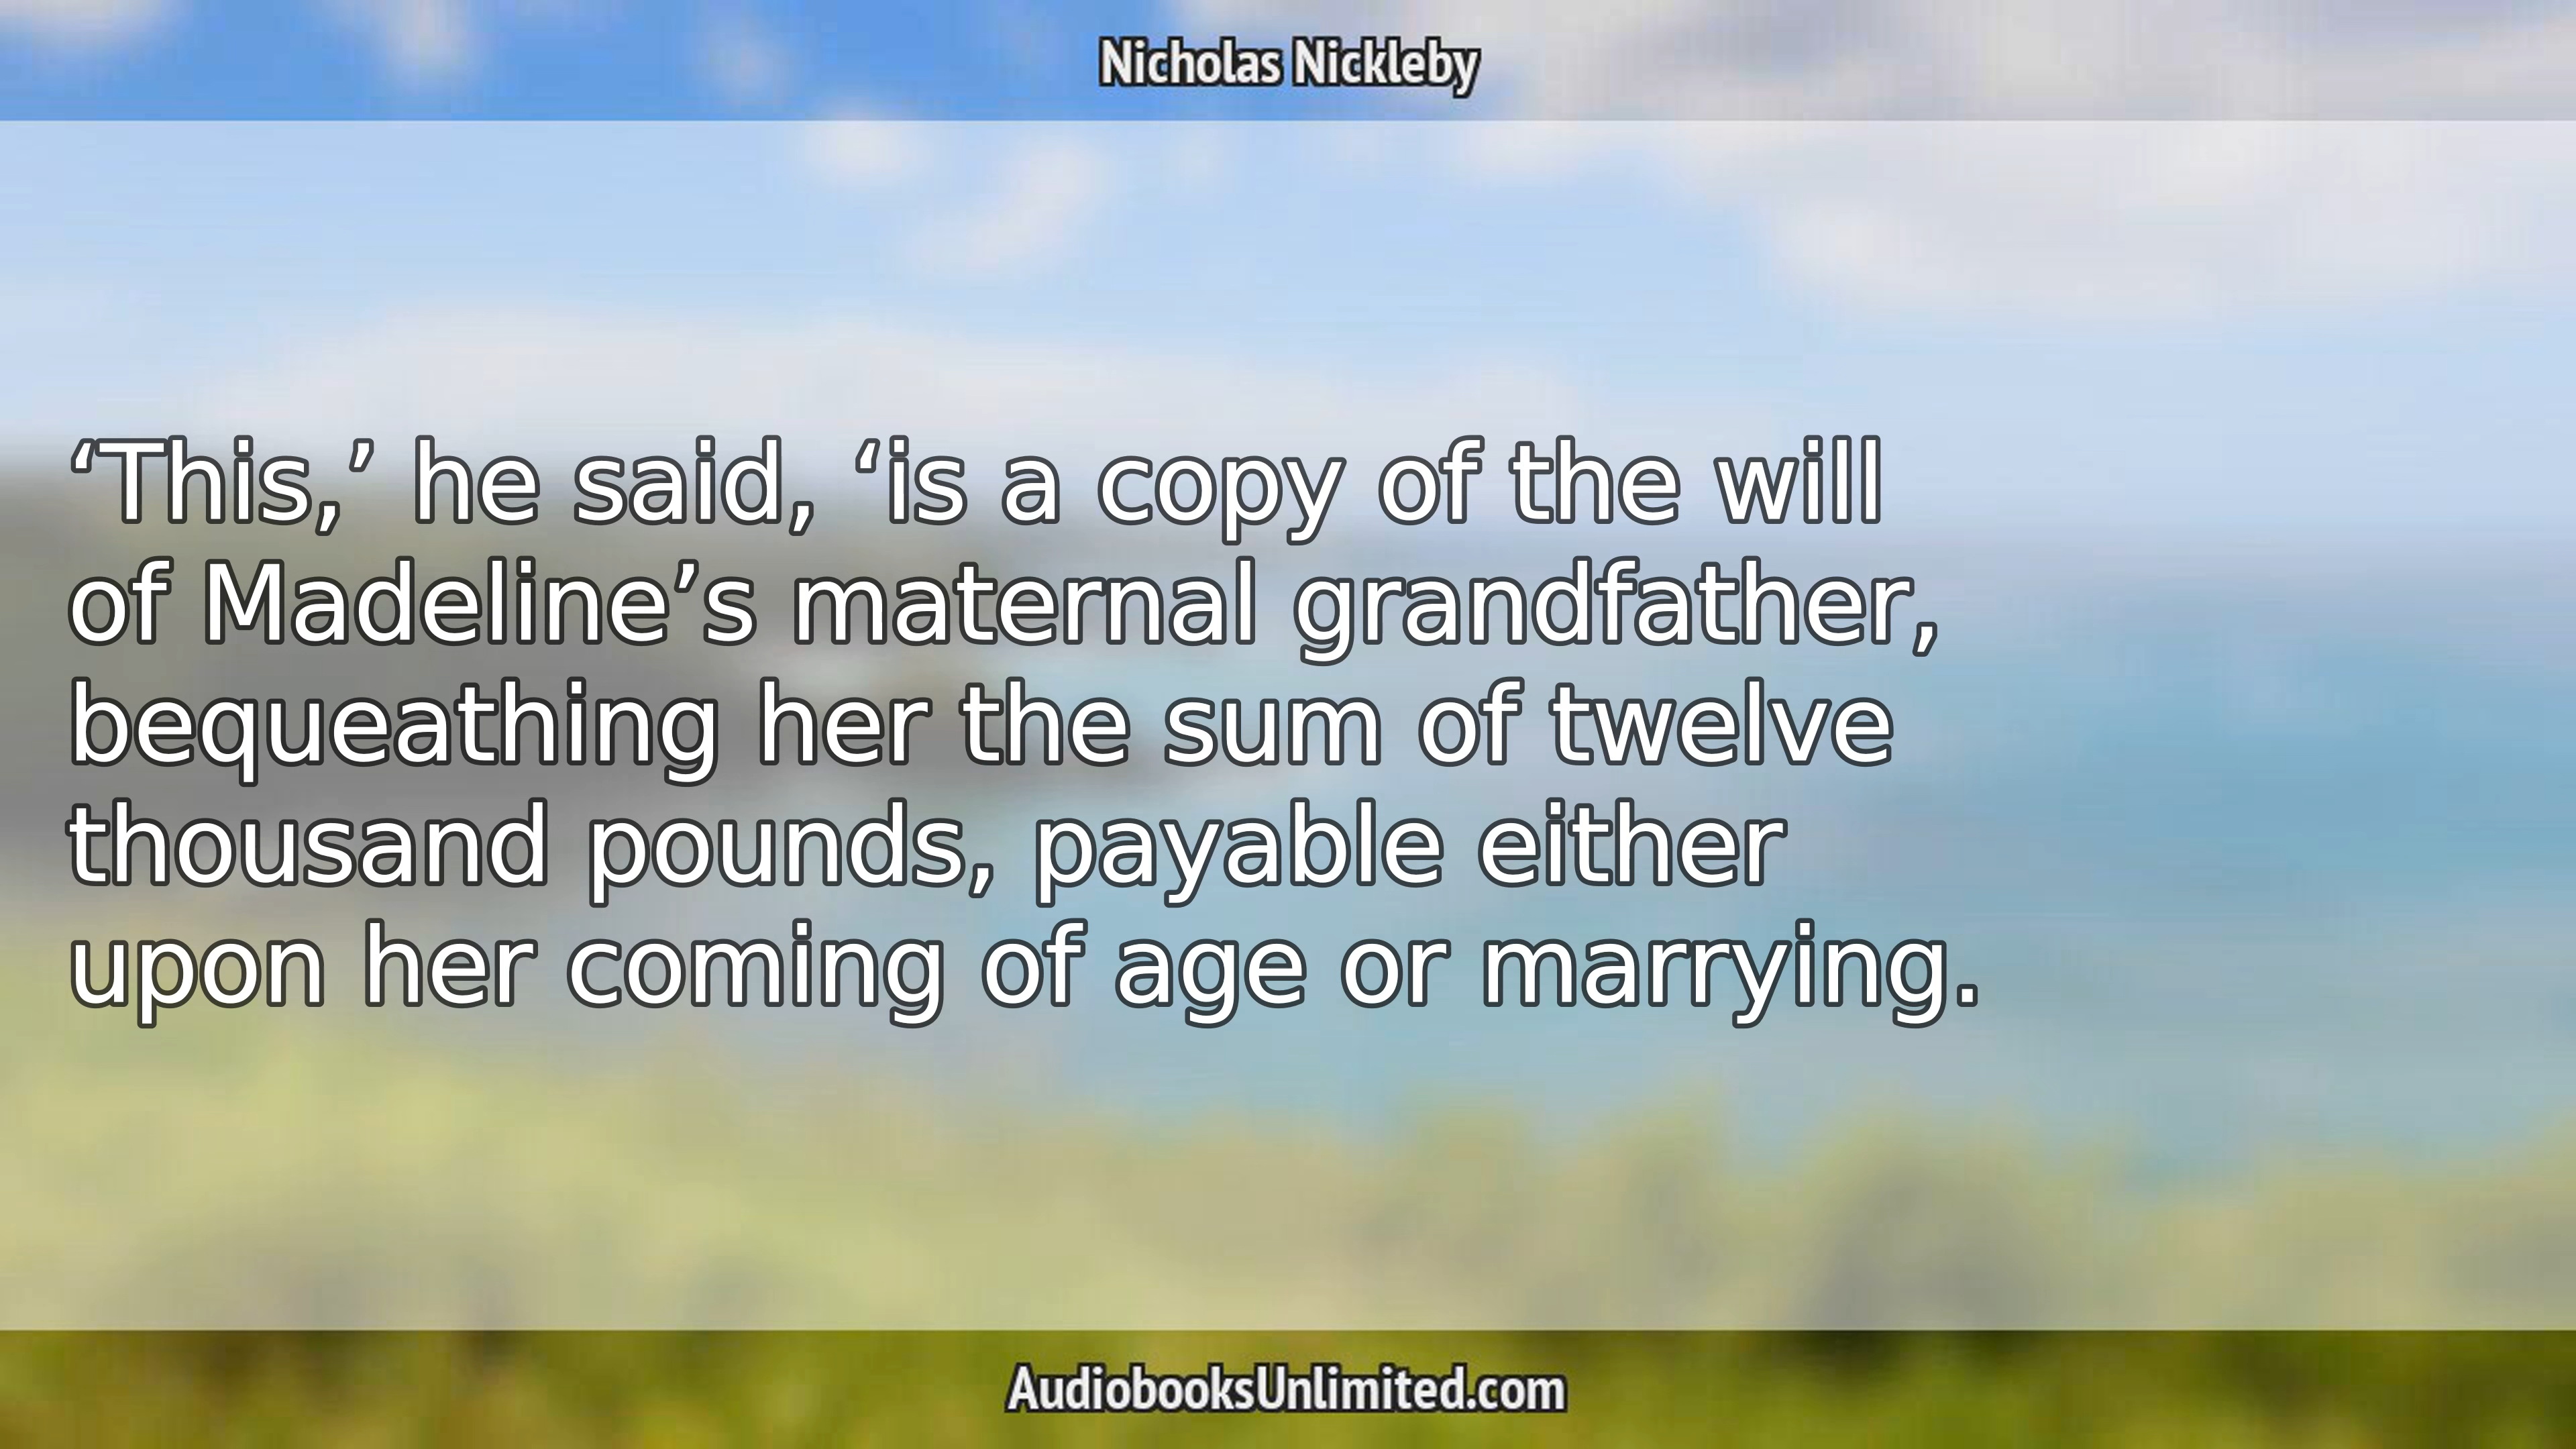 Nicholas Nickleby
‘This,’ he said, ‘is a copy of the will
of Madeline’s maternal grandfather,
bequeathing her the sum of twelve
thousand pounds, payable either
upon her coming of age or marrying.
AudiobooksUnlimited.com